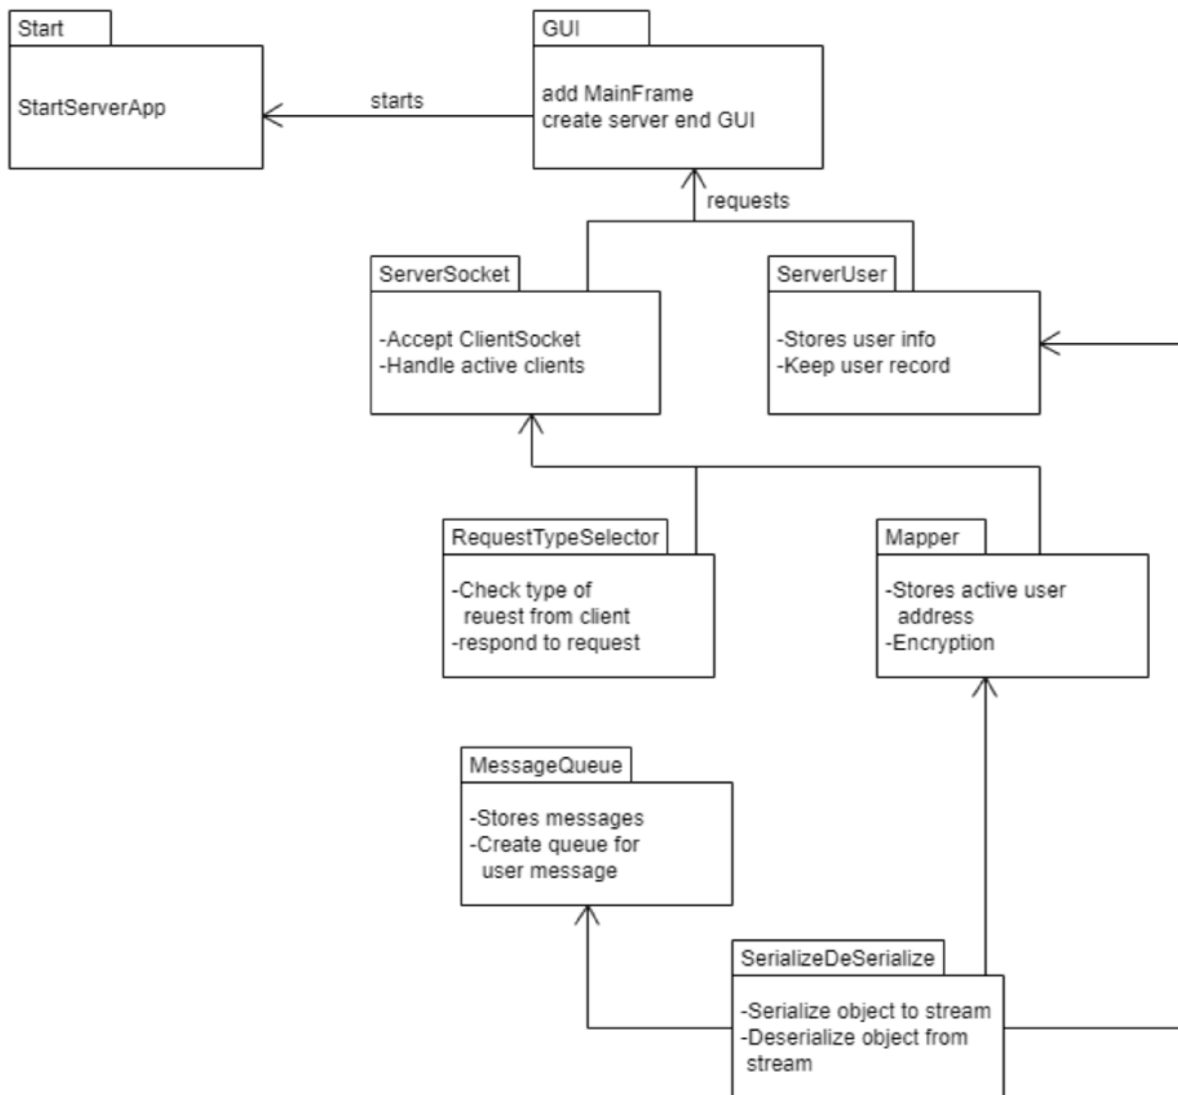 Start
StartServerApp
GUI
add MainFrame
create server end GUI
starts
requests
ServerSocket
-Accept ClientSocket
-Handle active clients
ServerUser
-Stores user info
-Keep user record
RequestTypeSelector
-Check type of
reuest from client
-respond to request
Mapper
-Stores active user
address
-Encryption
MessageQueue
-Stores messages
-Create queue for
user message
SerializeDeSerialize
-Serialize object to stream
-Deserialize object from
stream